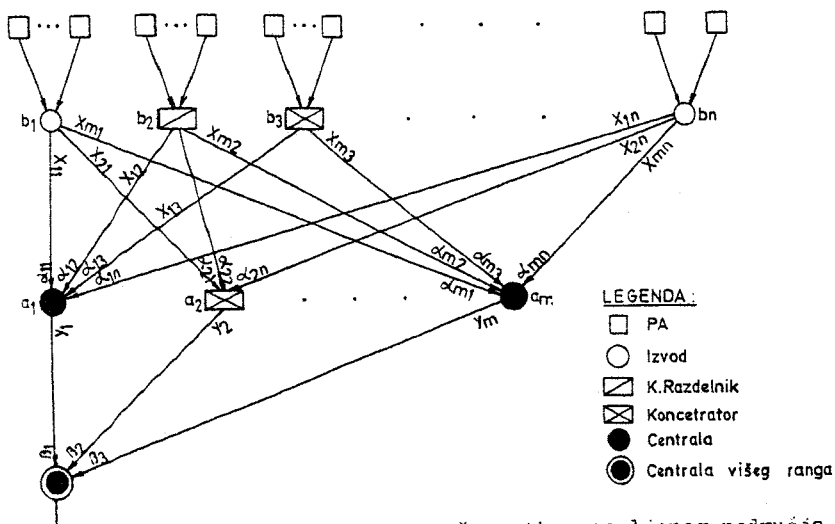 b1
b2
b3
bn
xm1
x21
x11
x12
xm2
x13
xm3
x1n
x2n
xmn
α11
α12
α13
α1n
α21
α22
α2n
αm1
αm2
αm3
αmn
a1
a2
am
y1
y2
ym
β1
β2
β3
LEGENDA:
PA
Izvod
K.Razdelnik
Koncetrator
Centrala
Centrala višeg ranga